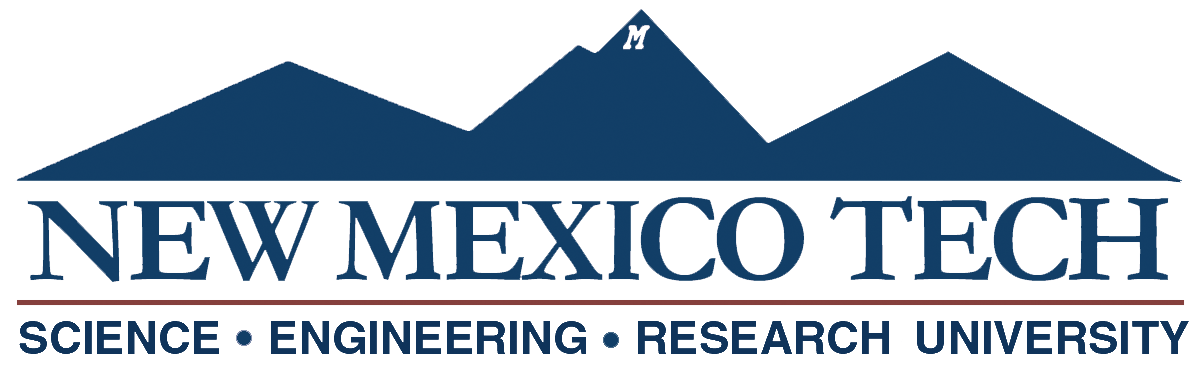 M
NEW MEXICO TECH
SCIENCE • ENGINEERING • RESEARCH UNIVERSITY